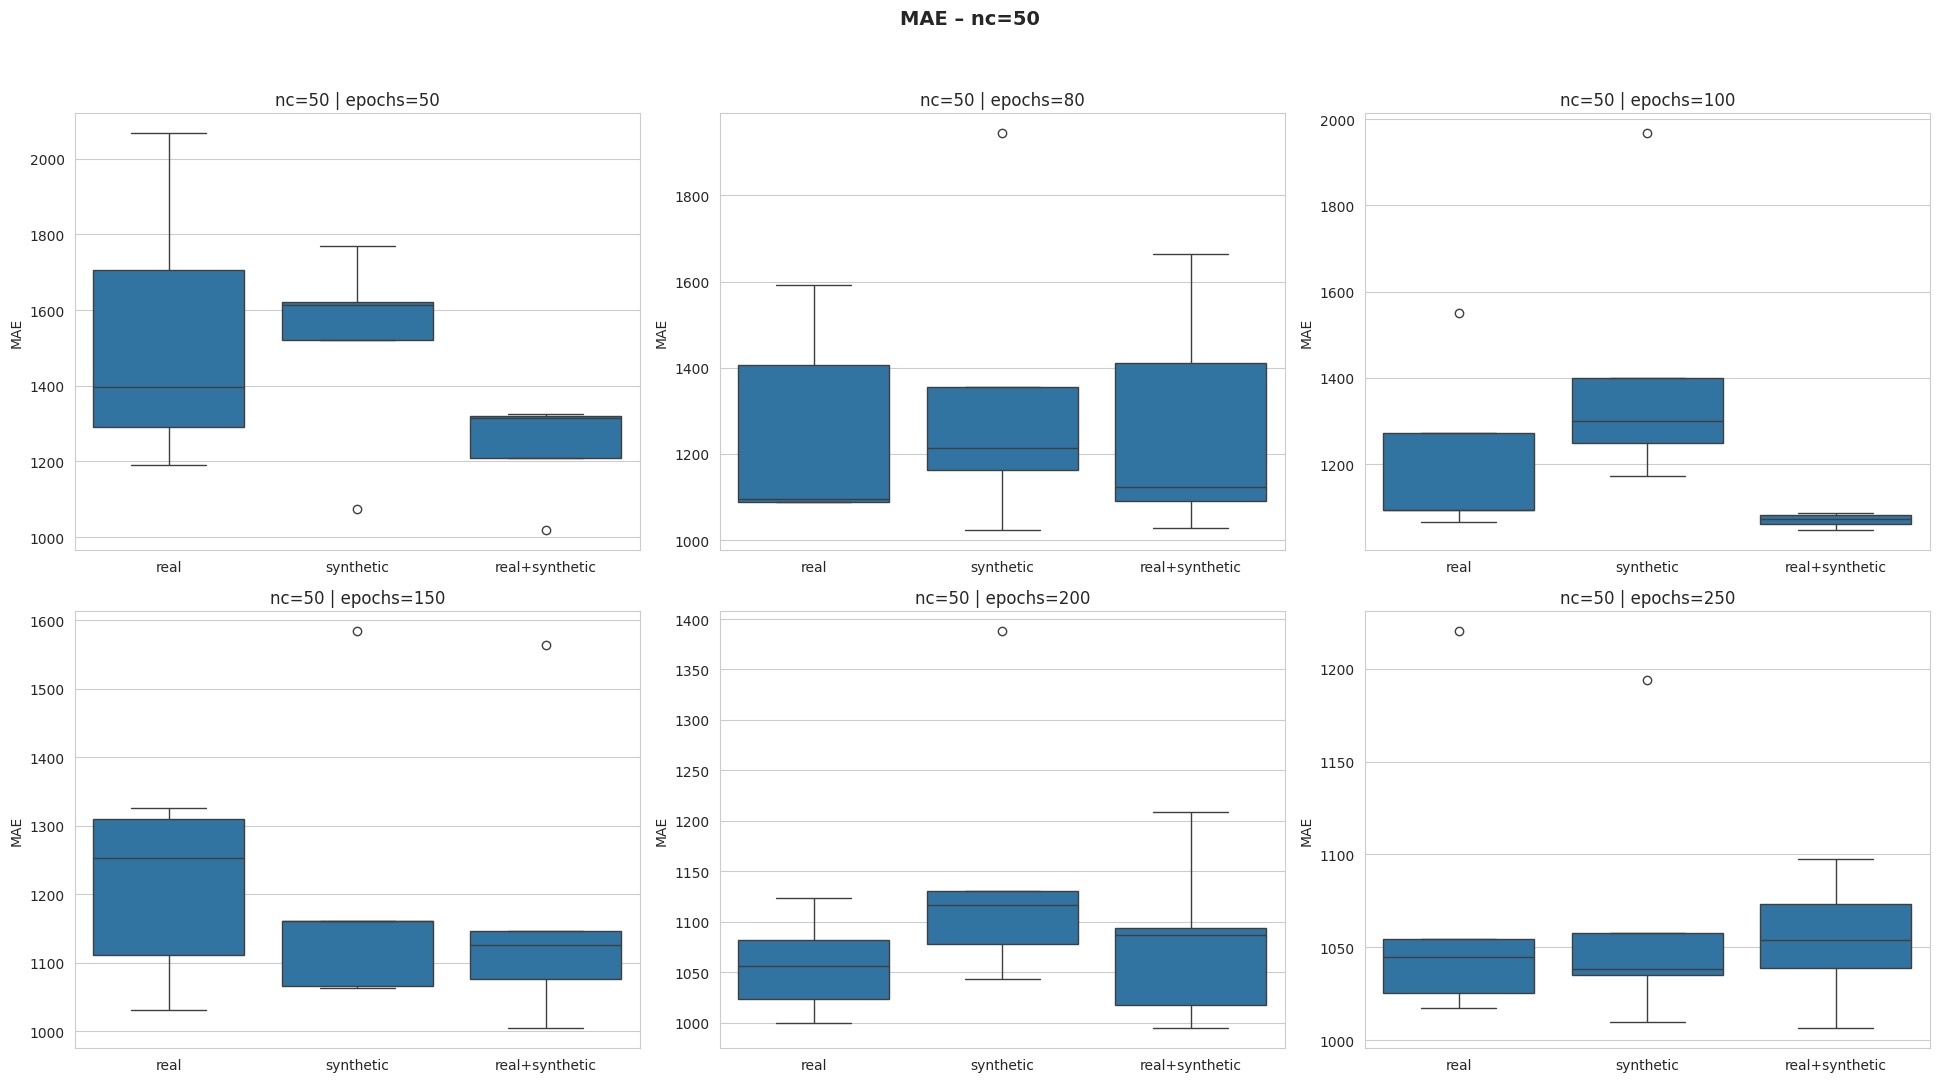 MAE – nc=50
nc=50 | epochs=50
MAE
2000
1800
1600
1400
1200
1000
real synthetic real+synthetic
nc=50 | epochs=80
MAE
1800
1600
1400
1200
1000
real synthetic real+synthetic
nc=50 | epochs=100
MAE
2000
1800
1600
1400
1200
real synthetic real+synthetic
nc=50 | epochs=150
MAE
1600
1500
1400
1300
1200
1100
1000
real synthetic real+synthetic
nc=50 | epochs=200
MAE
1400
1350
1300
1250
1200
1150
1100
1050
1000
real synthetic real+synthetic
nc=50 | epochs=250
MAE
1200
1150
1100
1050
1000
real synthetic real+synthetic